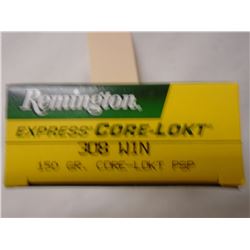 Remington
EXPRESS® CORE-LOKT®
308 WIN
150 GR. CORE-LOKT PSP